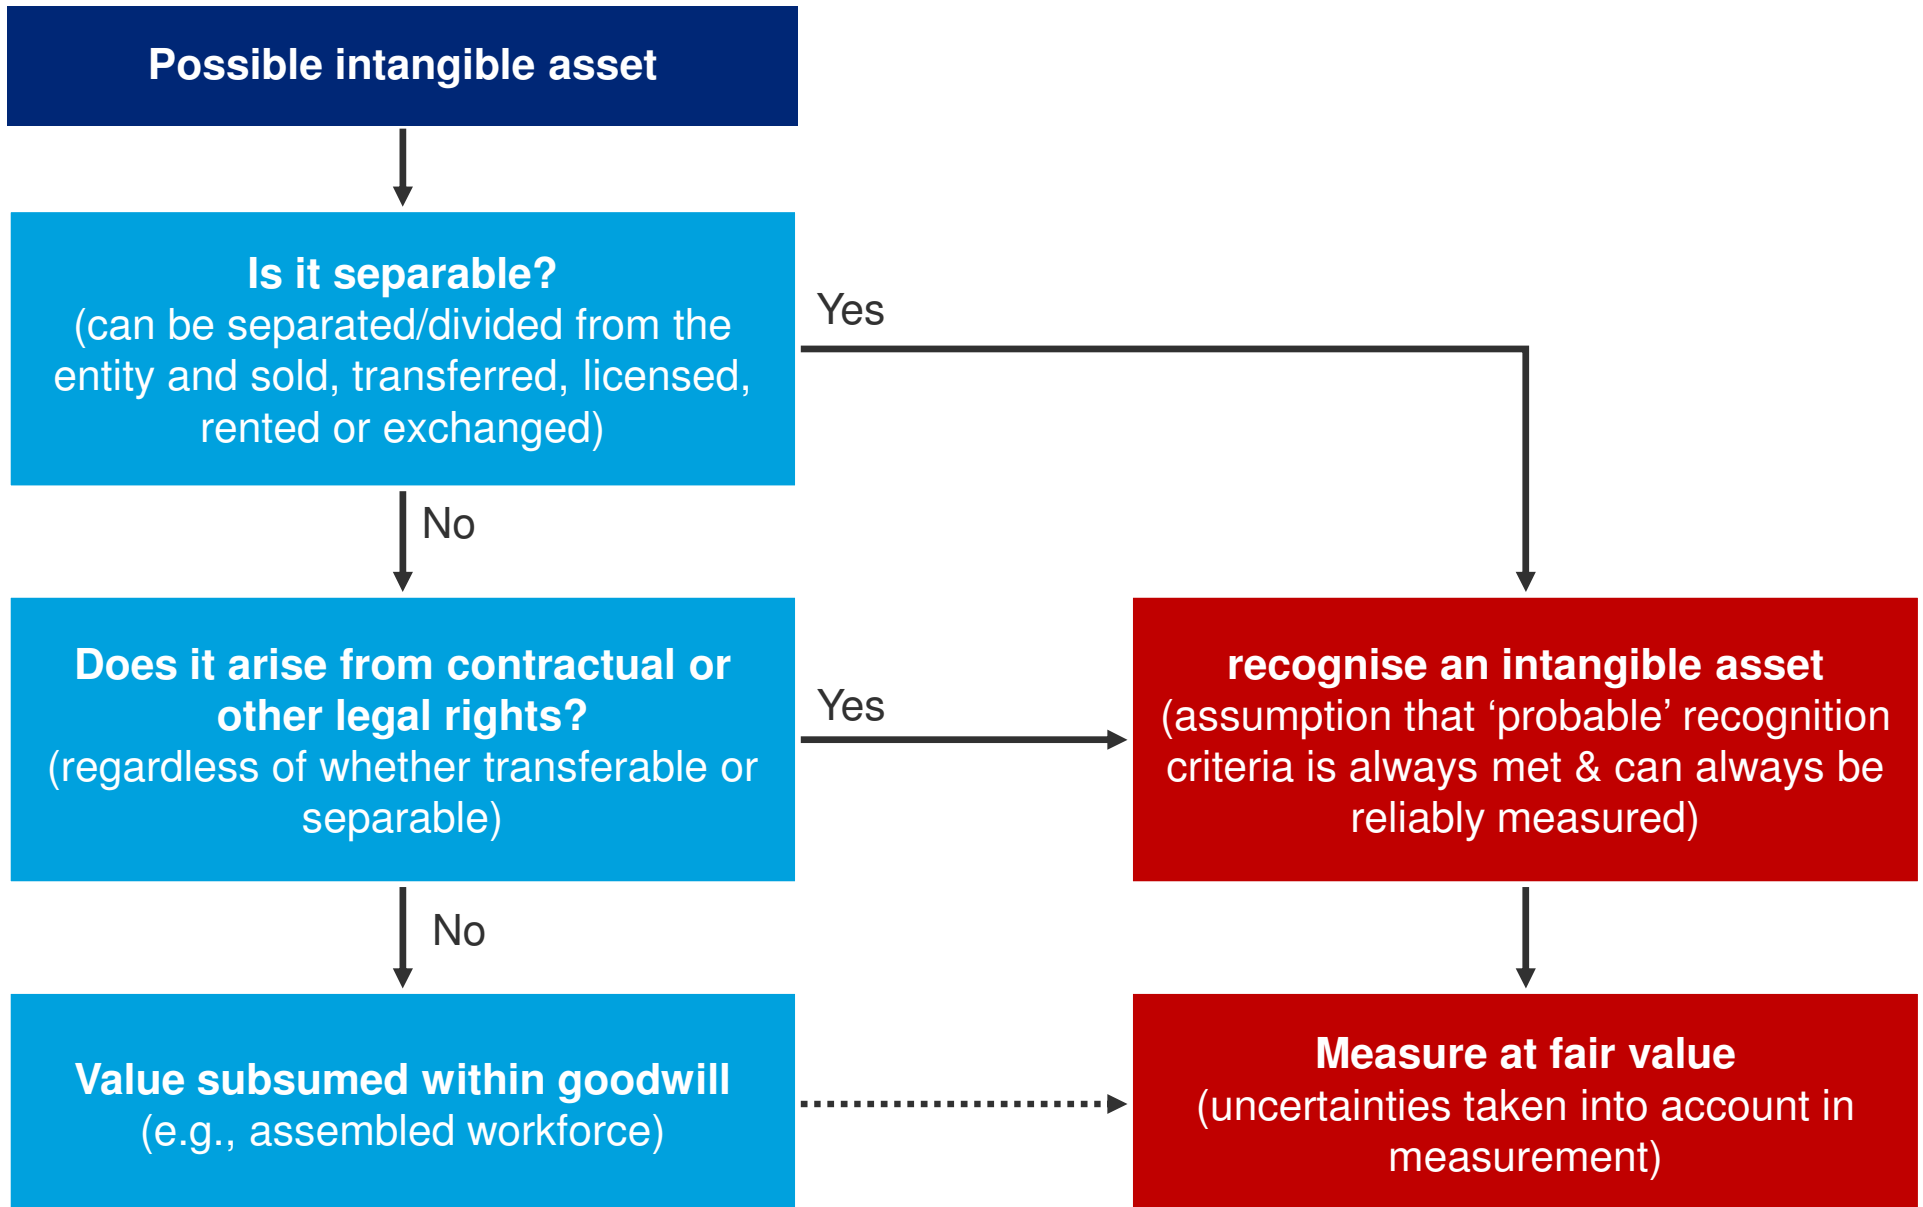 Possible intangible asset
Is it separable?
(can be separated/divided from the
entity and sold, transferred, licensed,
rented or exchanged)
Yes
No
Does it arise from contractual or
other legal rights?
(regardless of whether transferable or
separable)
Yes
recognise an intangible asset
(assumption that ‘probable’ recognition
criteria is always met & can always be
reliably measured)
No
Value subsumed within goodwill
(e.g., assembled workforce)
Measure at fair value
(uncertainties taken into account in
measurement)